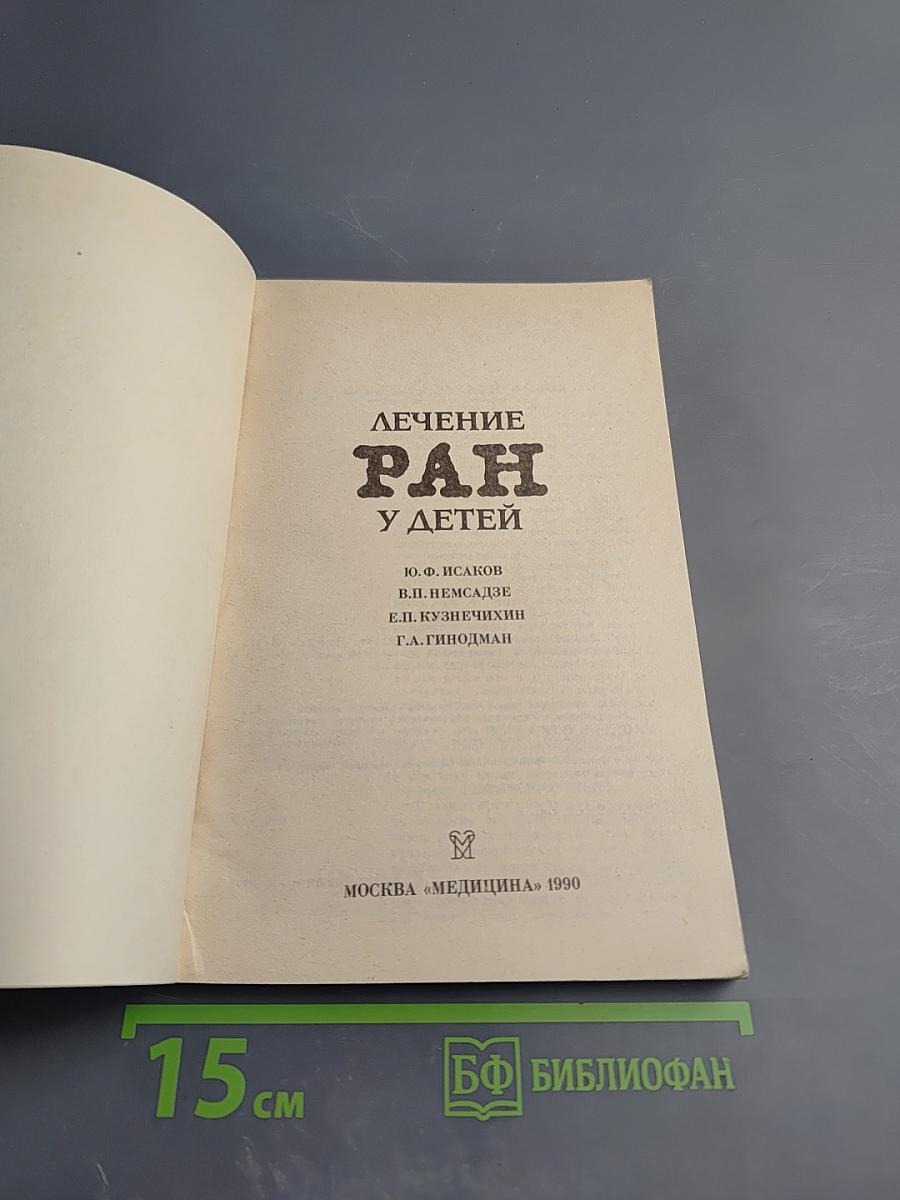 ЛЕЧЕНИЕ
РАН
У ДЕТЕЙ
Ю. Ф. ИСАКОВ
В.П. НЕМСАДЗЕ
Е.П. КУЗНЕЧИХИН
Г.А. ГИНОДМАН
МОСКВА «МЕДИЦИНА» 1990
15 см
БФ БИБЛИОФАН